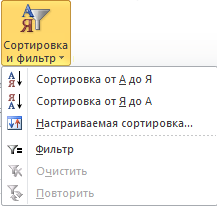 Сортировка
и фильтр
Сортировка от А до Я
Сортировка от Я до А
Настраиваемая сортировка...
Фильтр
Очистить
Повторить